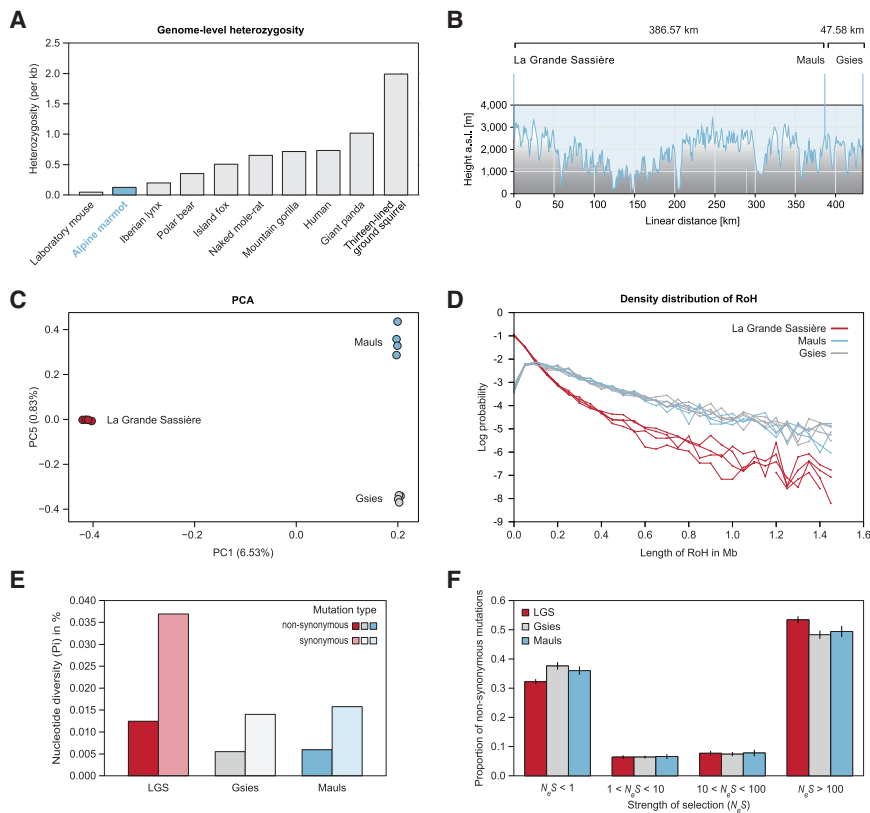 A
Genome-level heterozygosity
Heterozygosity (per kb)
2.5
2.0
1.5
1.0
0.5
0.0
Laboratory mouse
Alpine marmot
Iberian lynx
Polar bear
Island fox
Naked mole-rat
Mountain gorilla
Human
Giant panda
Thirteen-lined
ground squirrel
B
386.57 km
47.58 km
La Grande Sassière
Mauls
Gsies
Height a.s.l. [m]
4,000
3,000
2,000
1,000
0
0
50
100
150
200
250
300
350
400
Linear distance [km]
C
PCA
PC5 (0.83%)
0.4
0.2
0.0
−0.2
−0.4
Mauls
La Grande Sassière
Gsies
−0.4
−0.2
0.0
0.2
PC1 (6.53%)
D
Density distribution of RoH
Log probability
0
-1
-2
-3
-4
-5
-6
-7
-8
-9
La Grande Sassière
Mauls
Gsies
0.0
0.2
0.4
0.6
0.8
1.0
1.2
1.4
1.6
Length of RoH in Mb
E
Nucleotide diversity (Pi) in %
0.040
0.035
0.030
0.025
0.020
0.015
0.010
0.005
0.000
Mutation type
non-synonymous
synonymous
LGS
Gsies
Mauls
F
Proportion of non-synonymous mutations
0.6
0.5
0.4
0.3
0.2
0.1
0.0
LGS
Gsies
Mauls
NeS < 1
1 < NeS < 10
10 < NeS < 100
NeS > 100
Strength of selection (NeS)